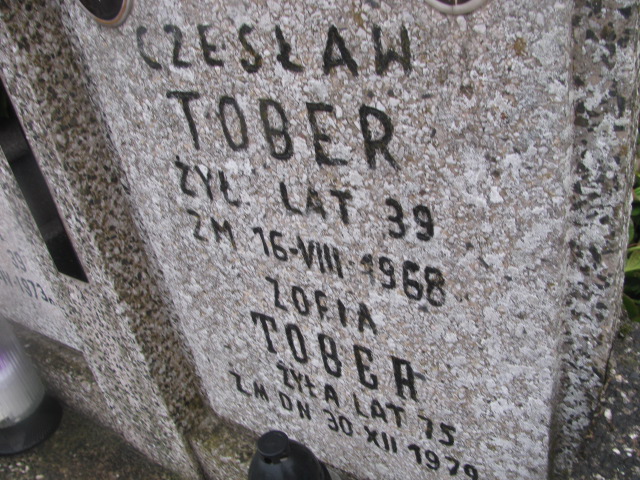 CZESŁAW
TOBER
ŻYŁ LAT 39
ZM 16-VIII-1968
ZOFIA
TOBER
ŻYŁA LAT 75
ZM DN 30 XII 1979